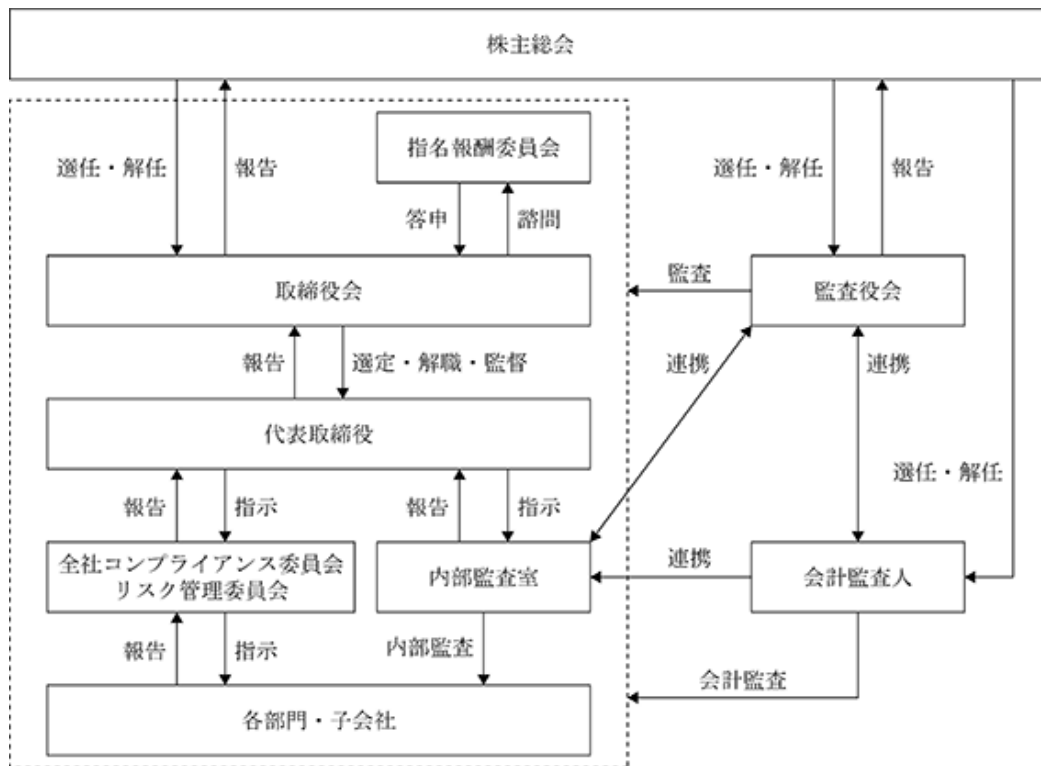 株主総会
選任・解任
報告
指名報酬委員会
選任・解任
報告
答申
諮問
取締役会
監査
監査役会
報告
選定・解職・監督
連携
連携
代表取締役
選任・解任
報告
指示
報告
指示
全社コンプライアンス委員会
リスク管理委員会
内部監査室
連携
会計監査人
報告
指示
内部監査
会計監査
各部門・子会社